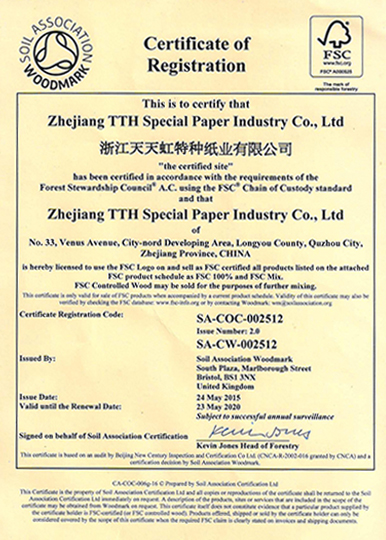 SOIL ASSOCIATION
WOODMARK
Certificate of
Registration
FSC
www.fsc.org
FSC® A000525
The mark of
responsible forestry
This is to certify that
Zhejiang TTH Special Paper Industry Co., Ltd
浙江天天虹特种纸业有限公司
"the certified site"
has been certified in accordance with the requirements of the
Forest Stewardship Council® A.C. using the FSC® Chain of Custody standard
and that
Zhejiang TTH Special Paper Industry Co., Ltd
of
No. 33, Venus Avenue, City-nord Developing Area, Longyou County, Quzhou City,
Zhejiang Province, CHINA
is hereby licensed to use the FSC Logo on and sell as FSC certified all products listed on the attached
FSC product schedule as FSC 100% and FSC Mix.
FSC Controlled Wood may be sold for the purposes of further mixing.
This certificate is only valid for sale of FSC products when accompanied by a current product schedule. Validity of this certificate may also be
verified by checking the FSC database: www.fsc-info.org or by contacting Woodmark: wm@soilassociation.org
Certificate Registration Code: SA-COC-002512
Issue Number: 2.0
SA-CW-002512
Issued By: Soil Association Woodmark
South Plaza, Marlborough Street
Bristol, BS1 3NX
United Kingdom
Issue Date: 24 May 2015
Valid until the Renewal Date: 23 May 2020
Subject to successful annual surveillance
Signed on behalf of Soil Association Certification
Kevin Jones Head of Forestry
This certificate is based on an audit by Beijing New Century Inspection and Certification Co Ltd. (CNCA-R-2002-016 granted by CNCA) and a
certification decision by Soil Association Woodmark.
CA-COC-006g-16 © Prepared by Soil Association Certification Ltd
This Certificate is the property of Soil Association Certification Ltd and all copies or reproductions of the certificate shall be returned to the Soil
Association Certification Ltd immediately on request. A description of the products, sites or services that are included in the scope of the
certificate may be obtained from Woodmark on request. This certificate itself does not constitute evidence that a particular product supplied by
the certificate holder is FSC-certified (or FSC controlled wood). Products offered, shipped or sold by the certificate holder can only be
considered covered by the scope of this certificate when the required FSC claim is clearly stated on invoices and shipping documents.